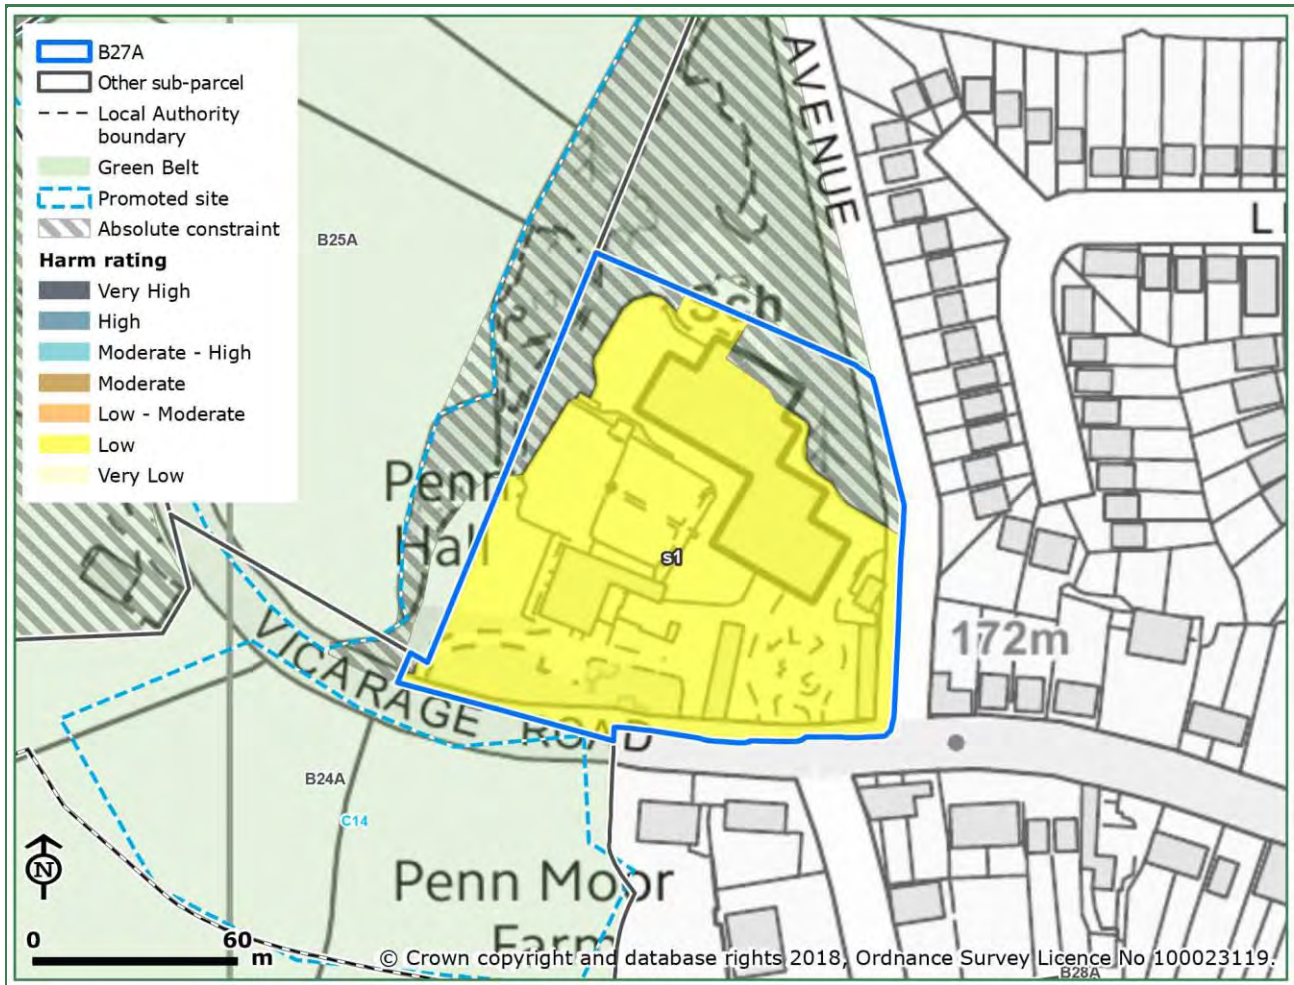 B27A
Other sub-parcel
Local Authority
boundary
Green Belt
Promoted site
Absolute constraint
Harm rating
Very High
High
Moderate - High
Moderate
Low - Moderate
Low
Very Low
AVENUE
B25A
Sch
Penn
Hall
s1
172m
VICARAGE ROAD
B24A
C14
Penn Moor
Farm
N
0 60
m
© Crown copyright and database rights 2018, Ordnance Survey Licence No 100023119.
B28A